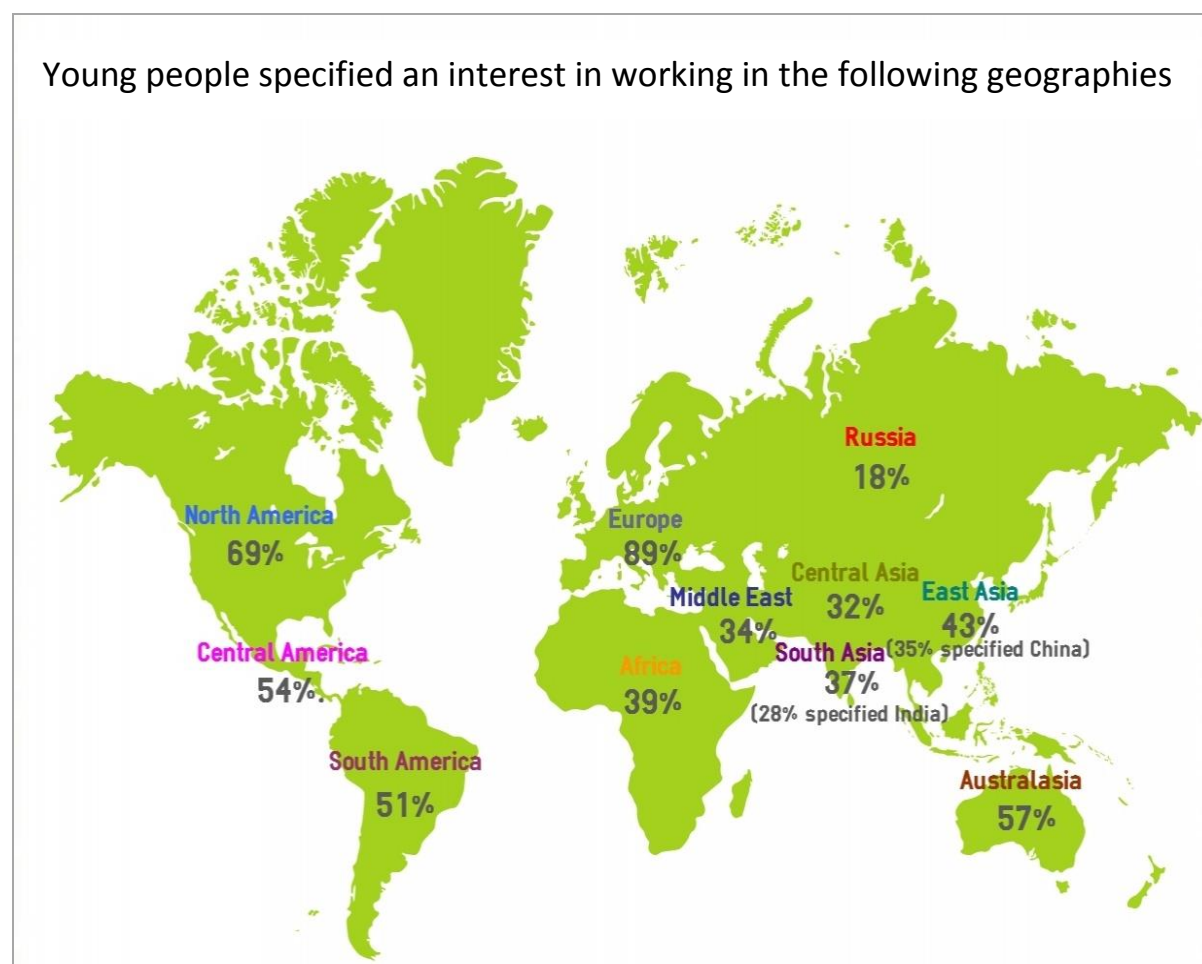 Young people specified an interest in working in the following geographies
Russia
18%
North America
69%
Europe
89%
Central Asia
32%
East Asia
43%
(35% specified China)
Middle East
34%
South Asia
37%
(28% specified India)
Central America
54%.
Africa
39%
South America
51%
Australasia
57%